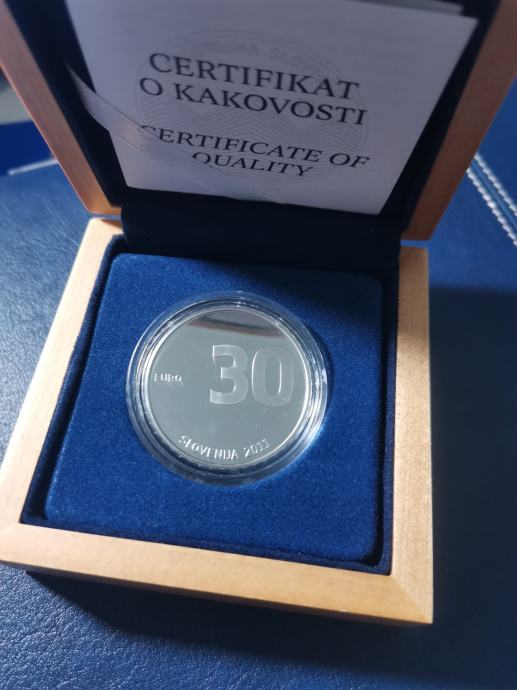 CERTIFIKAT
O KAKOVOSTI
CERTIFICATE OF
QUALITY
30
EURO
SLOVENIJA 2011